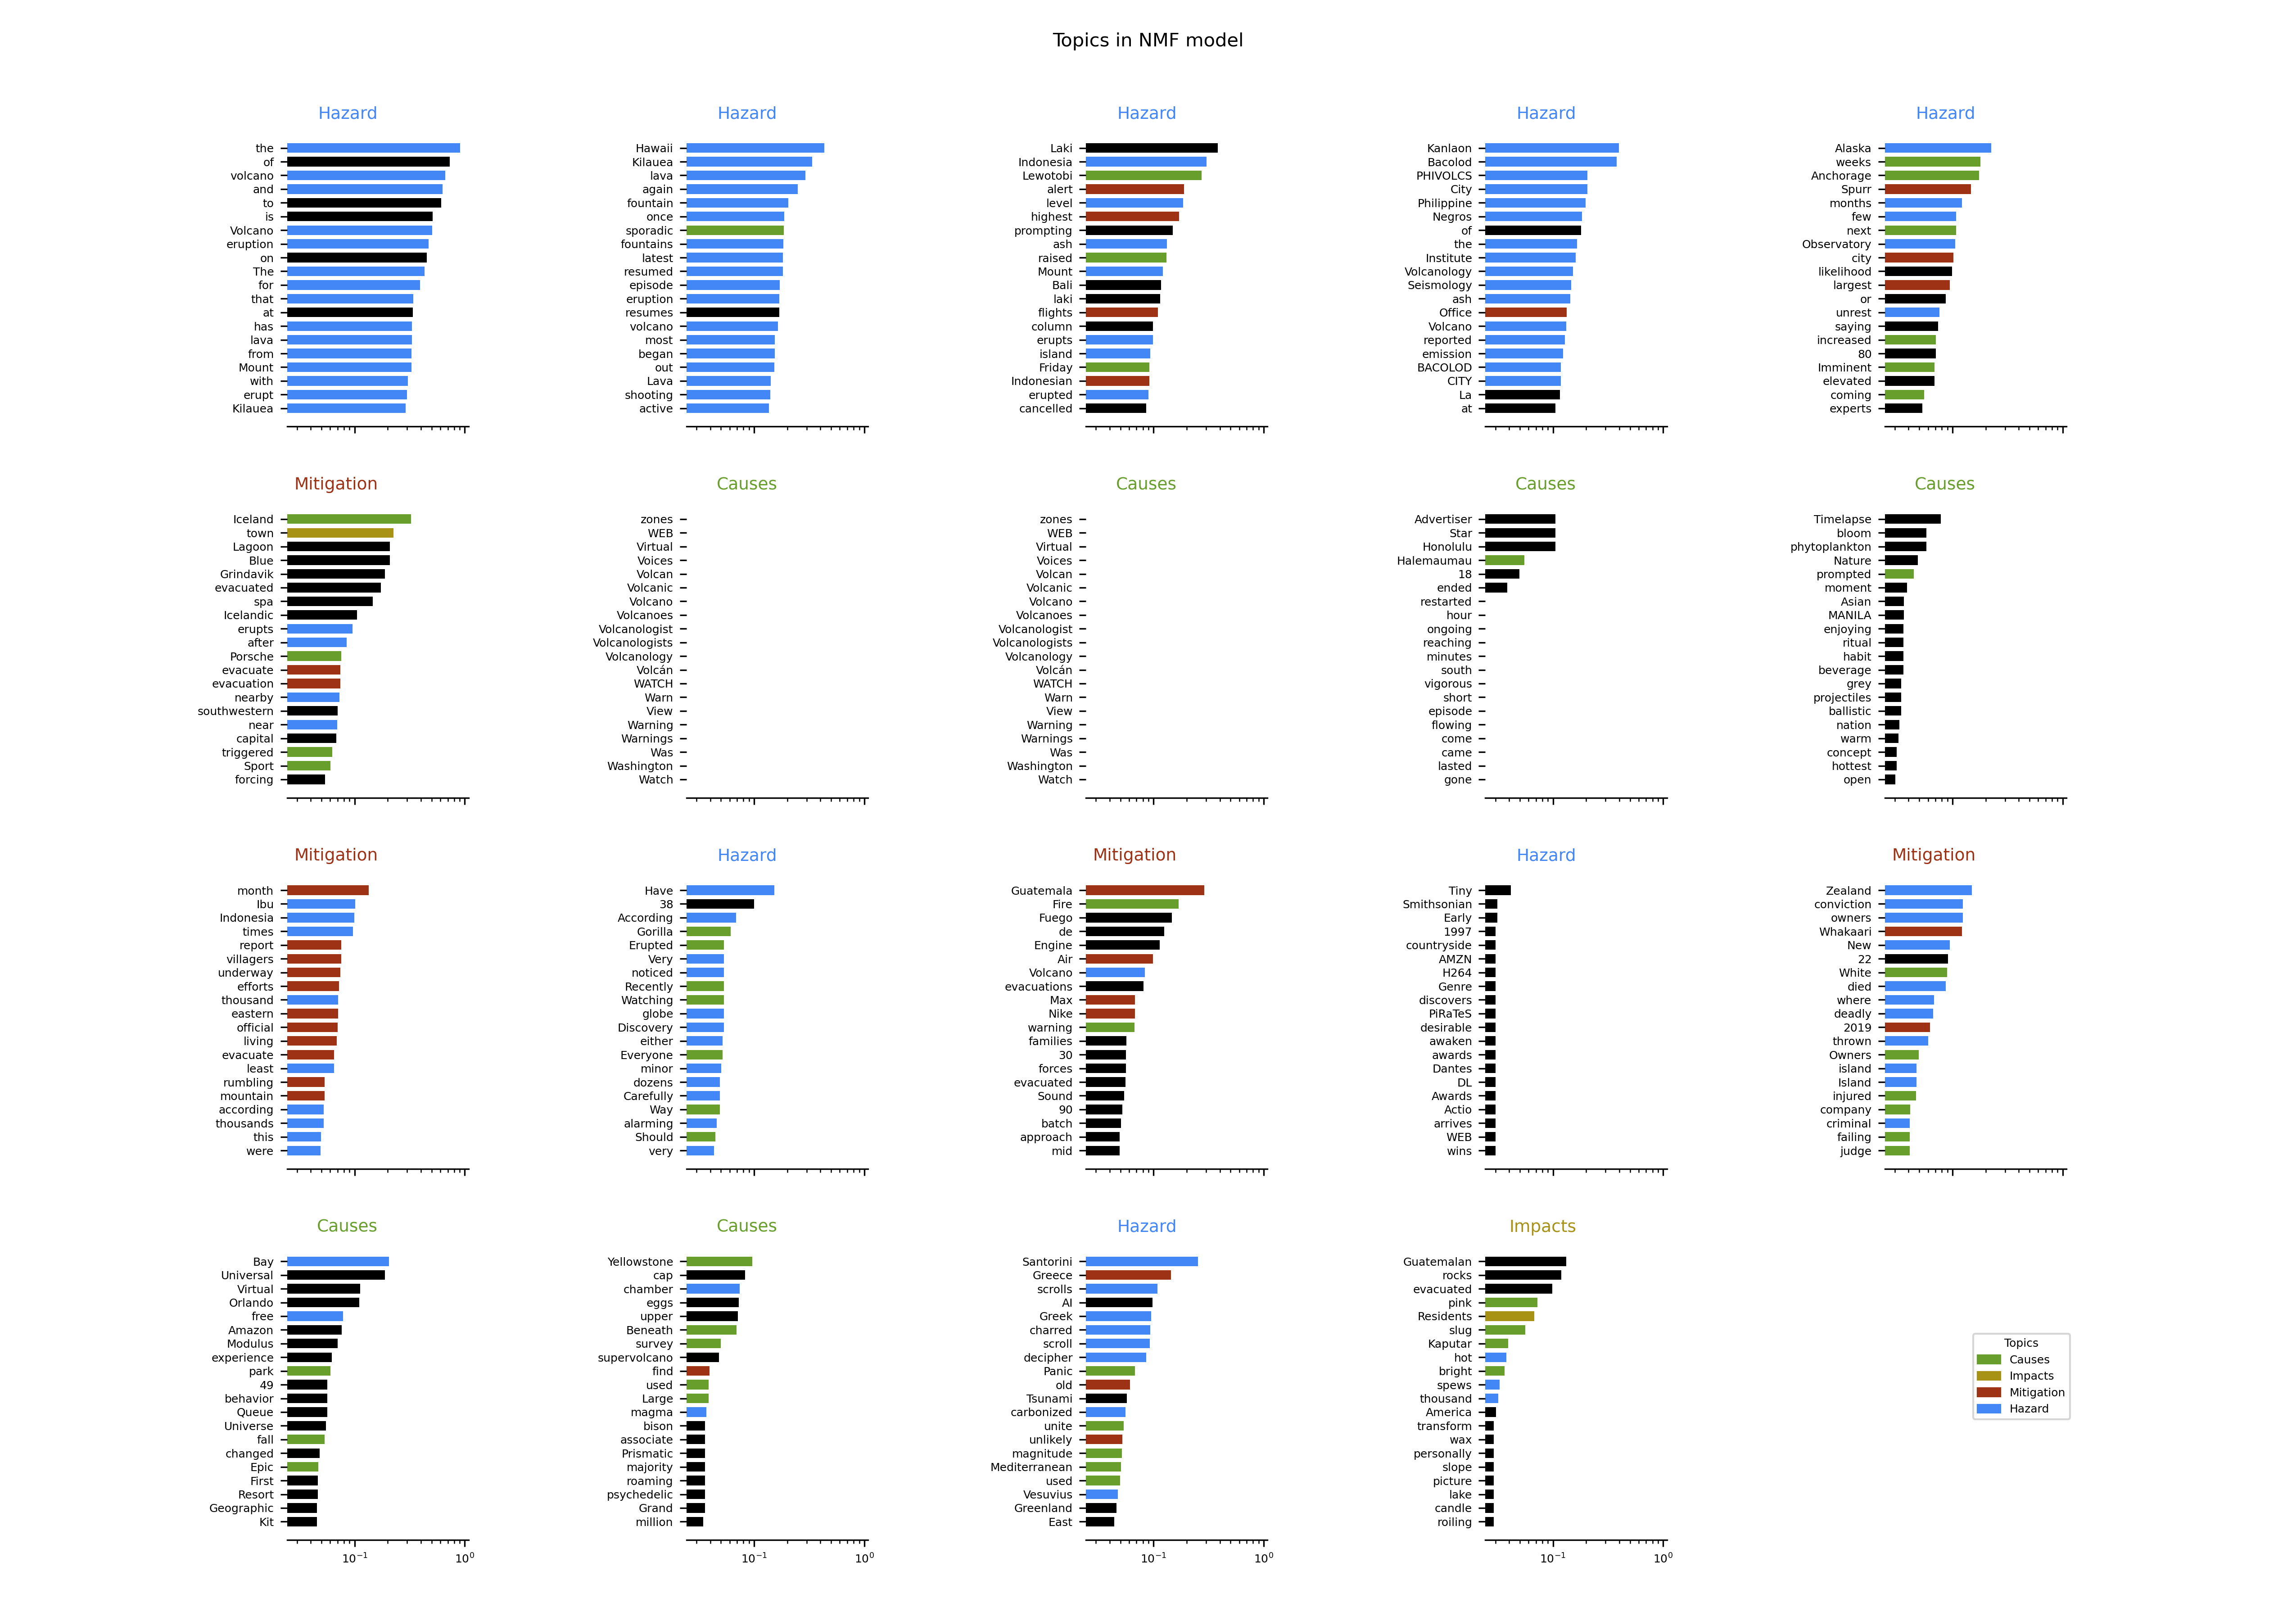 Topics in NMF model
Hazard
the
of
volcano
and
to
is
Volcano
eruption
on
The
for
that
at
has
lava
from
Mount
with
erupt
Kilauea
Hazard
Hawaii
Kilauea
lava
again
fountain
once
sporadic
fountains
latest
resumed
episode
eruption
resumes
volcano
most
began
out
Lava
shooting
active
Hazard
Laki
Indonesia
Lewotobi
alert
level
highest
prompting
ash
raised
Mount
Bali
laki
flights
column
erupts
island
Friday
Indonesian
erupted
cancelled
Hazard
Kanlaon
Bacolod
PHIVOLCS
City
Philippine
Negros
of
the
Institute
Volcanology
Seismology
ash
Office
Volcano
reported
emission
BACOLOD
CITY
La
at
Hazard
Alaska
weeks
Anchorage
Spurr
months
few
next
Observatory
city
likelihood
largest
or
unrest
saying
increased
80
Imminent
elevated
coming
experts
Mitigation
Iceland
town
Lagoon
Blue
Grindavik
evacuated
spa
Icelandic
erupts
after
Porsche
evacuate
evacuation
nearby
southwestern
near
capital
triggered
Sport
forcing
Causes
zones
WEB
Virtual
Voices
Volcan
Volcanic
Volcano
Volcanoes
Volcanologist
Volcanologists
Volcanology
Volcán
WATCH
Warn
View
Warning
Warnings
Was
Washington
Watch
Causes
zones
WEB
Virtual
Voices
Volcan
Volcanic
Volcano
Volcanoes
Volcanologist
Volcanologists
Volcanology
Volcán
WATCH
Warn
View
Warning
Warnings
Was
Washington
Watch
Causes
Advertiser
Star
Honolulu
Halemaumau
18
ended
restarted
hour
ongoing
reaching
minutes
south
vigorous
short
episode
flowing
come
came
lasted
gone
Causes
Timelapse
bloom
phytoplankton
Nature
prompted
moment
Asian
MANILA
enjoying
ritual
habit
beverage
grey
projectiles
ballistic
nation
warm
concept
hottest
open
Mitigation
month
Ibu
Indonesia
times
report
villagers
underway
efforts
thousand
eastern
official
living
evacuate
least
rumbling
mountain
according
thousands
this
were
Hazard
Have
38
According
Gorilla
Erupted
Very
noticed
Recently
Watching
globe
Discovery
either
Everyone
minor
dozens
Carefully
Way
alarming
Should
very
Mitigation
Guatemala
Fire
Fuego
de
Engine
Air
Volcano
evacuations
Max
Nike
warning
families
30
forces
evacuated
Sound
90
batch
approach
mid
Hazard
Tiny
Smithsonian
Early
1997
countryside
AMZN
H264
Genre
discovers
PiRaTeS
desirable
awaken
awards
Dantes
DL
Awards
Actio
arrives
WEB
wins
Mitigation
Zealand
conviction
owners
Whakaari
New
22
White
died
where
deadly
2019
thrown
Owners
island
Island
injured
company
criminal
failing
judge
Causes
Bay
Universal
Virtual
Orlando
free
Amazon
Modulus
experience
park
49
behavior
Queue
Universe
fall
changed
Epic
First
Resort
Geographic
Kit
10⁻¹ 10⁰
Causes
Yellowstone
cap
chamber
eggs
upper
Beneath
survey
supervolcano
find
used
Large
magma
bison
associate
Prismatic
majority
roaming
psychedelic
Grand
million
10⁻¹ 10⁰
Hazard
Santorini
Greece
scrolls
AI
Greek
charred
scroll
decipher
Panic
old
Tsunami
carbonized
unite
unlikely
magnitude
Mediterranean
used
Vesuvius
Greenland
East
10⁻¹ 10⁰
Impacts
Guatemalan
rocks
evacuated
pink
Residents
slug
Kaputar
hot
bright
spews
thousand
America
transform
wax
personally
slope
picture
lake
candle
roiling
10⁻¹ 10⁰
Topics
Causes
Impacts
Mitigation
Hazard